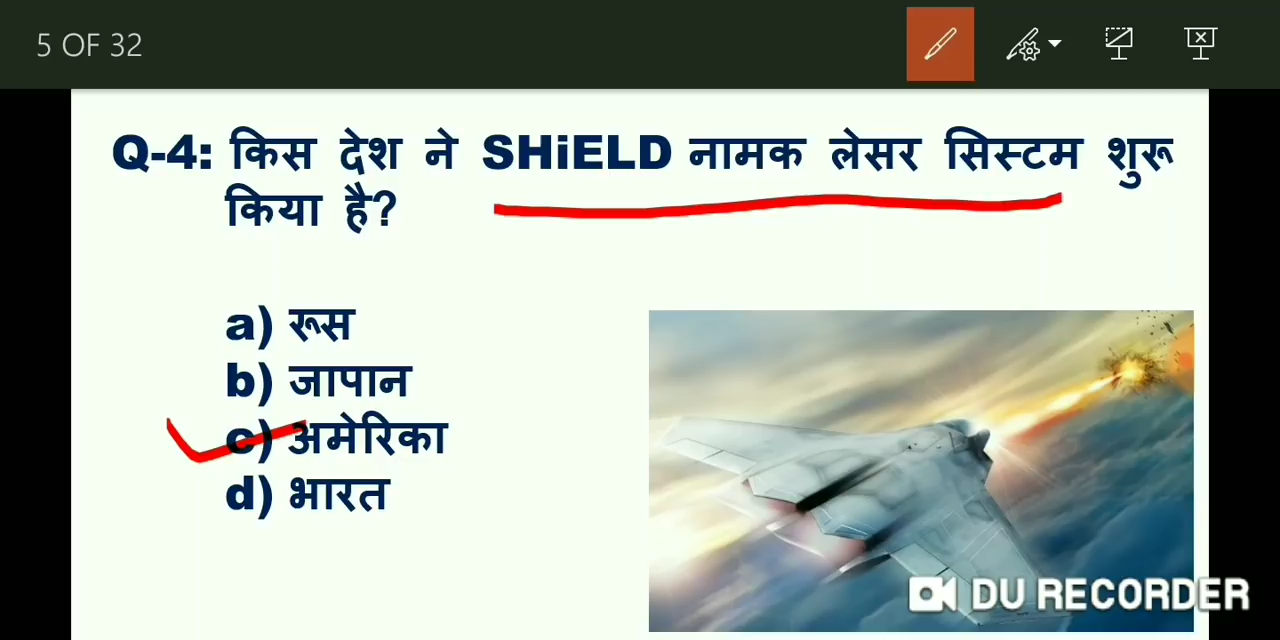 5 OF 32
Q-4: किस देश ने SHiELD नामक लेसर सिस्टम शुरू
किया है?
a) रूस
b) जापान
c) अमेरिका
d) भारत
DU RECORDER